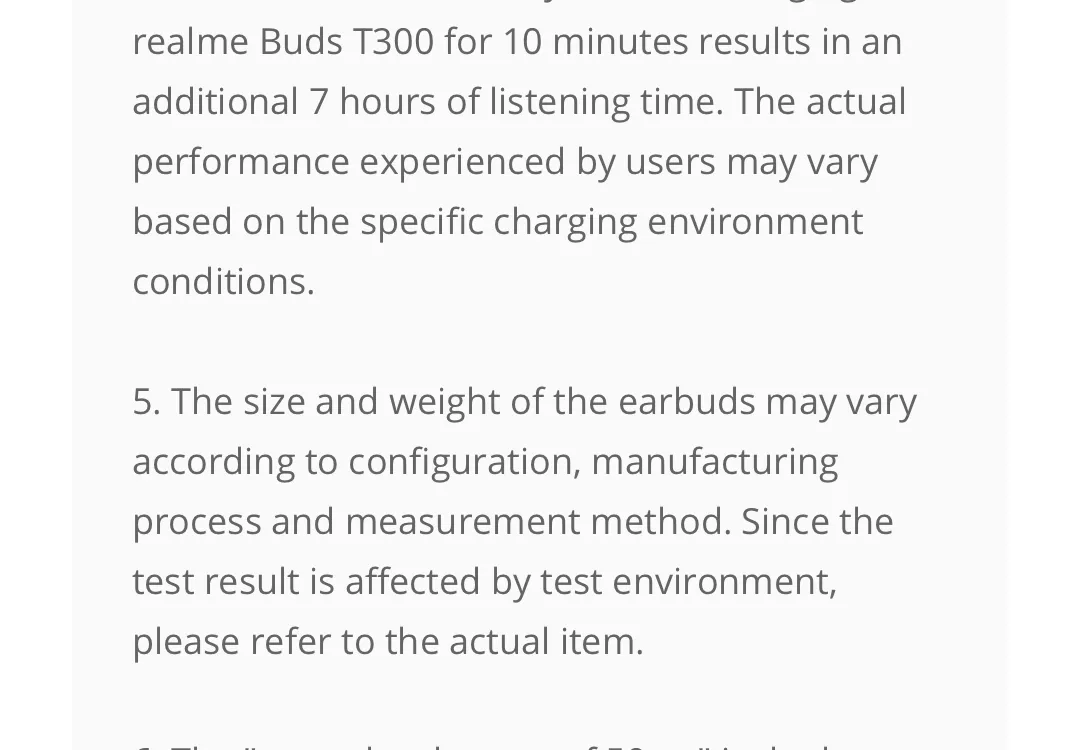 realme Buds T300 for 10 minutes results in an
additional 7 hours of listening time. The actual
performance experienced by users may vary
based on the specific charging environment
conditions.
5. The size and weight of the earbuds may vary
according to configuration, manufacturing
process and measurement method. Since the
test result is affected by test environment,
please refer to the actual item.